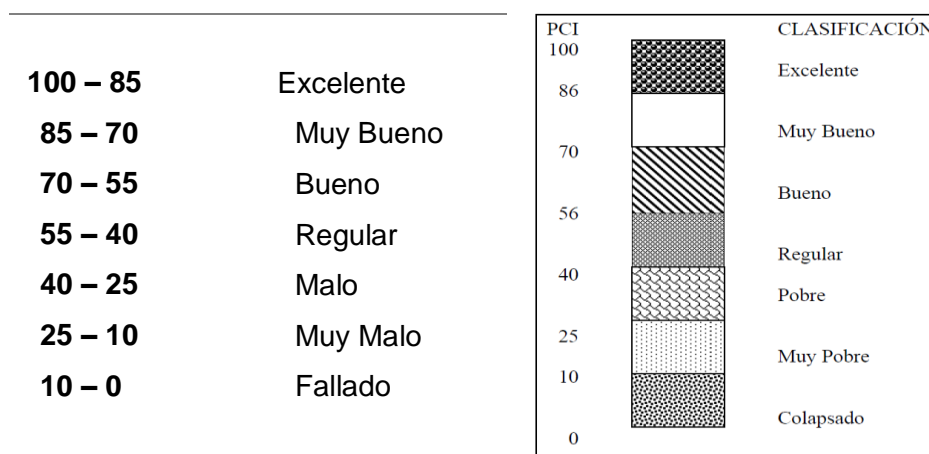 100 – 85 Excelente
85 – 70 Muy Bueno
70 – 55 Bueno
55 – 40 Regular
40 – 25 Malo
25 – 10 Muy Malo
10 – 0 Fallado
PCI CLASIFICACIÓN
100
Excelente
86
Muy Bueno
70
Bueno
56
Regular
40
Pobre
25
Muy Pobre
10
Colapsado
0